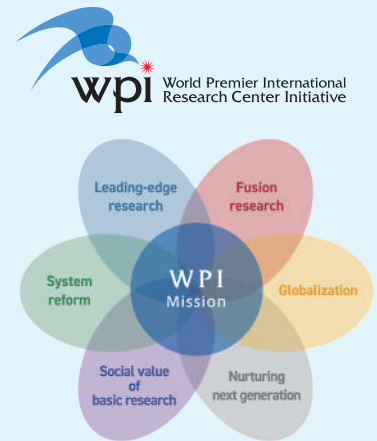 wpi World Premier International
Research Center Initiative
Leading-edge
research
Fusion
research
System
reform
WPI
Mission
Globalization
Social value
of
basic research
Nurturing
next generation